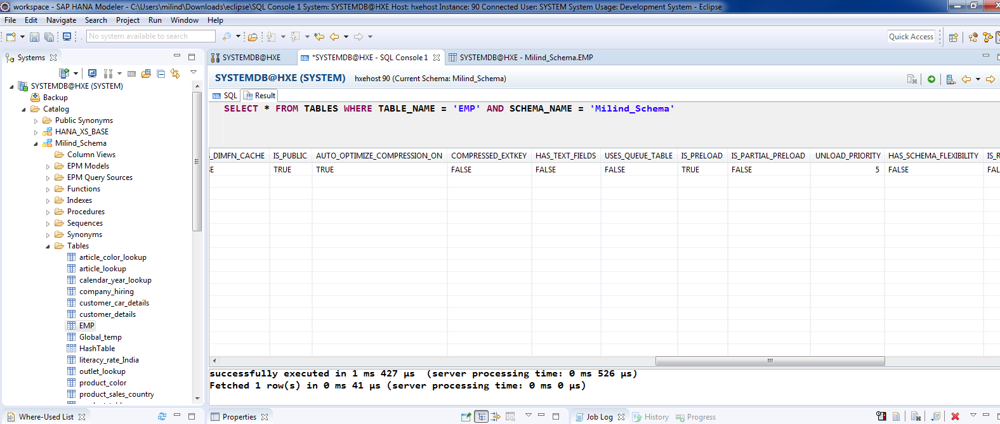 workspace - SAP HANA Modeler - C:\Users\milind\Downloads\eclipse\SQL Console 1 System: SYSTEMDB@HXE Host: hxehost Instance: 90 Connected User: SYSTEM System Usage: Development System - Eclipse
File Edit Navigate Search Project Run Window Help
No system available to search
Quick Access
Systems
SYSTEMDB@HXE
*SYSTEMDB@HXE - SQL Console 1
SYSTEMDB@HXE - Milind_Schema.EMP
SYSTEMDB@HXE (SYSTEM) hxehost 90 (Current Schema: Milind_Schema)
SQL Result
SELECT * FROM TABLES WHERE TABLE_NAME = 'EMP' AND SCHEMA_NAME = 'Milind_Schema'
SYSTEMDB@HXE (SYSTEM)
Backup
Catalog
Public Synonyms
HANA_XS_BASE
Milind_Schema
Column Views
EPM Models
EPM Query Sources
Functions
Indexes
Procedures
Sequences
Synonyms
Tables
article_color_lookup
article_lookup
calendar_year_lookup
company_hiring
customer_car_details
customer_details
EMP
Global_temp
HashTable
literacy_rate_India
outlet_lookup
product_color
product_sales_country
_DIMFN_CACHE IS_PUBLIC AUTO_OPTIMIZE_COMPRESSION_ON COMPRESSED_EXTKEY HAS_TEXT_FIELDS USES_QUEUE_TABLE IS_PRELOAD IS_PARTIAL_PRELOAD UNLOAD_PRIORITY HAS_SCHEMA_FLEXIBILITY IS_R
E TRUE TRUE FALSE FALSE FALSE TRUE FALSE 5 FALSE FAL
successfully executed in 1 ms 427 µs (server processing time: 0 ms 526 µs)
Fetched 1 row(s) in 0 ms 41 µs (server processing time: 0 ms 0 µs)
Where-Used List
Properties
Job Log
History
Progress